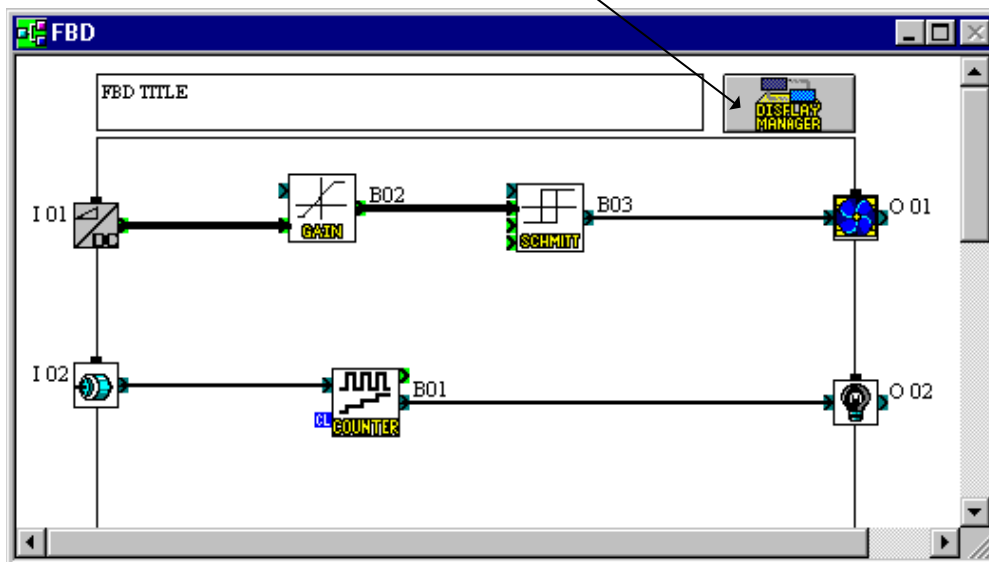 FBD
FBD TITLE
DISPLAY
MANAGER
I 01
DC
GAIN
B02
SCHMITT
B03
O 01
I 02
CL
COUNTER
B01
O 02